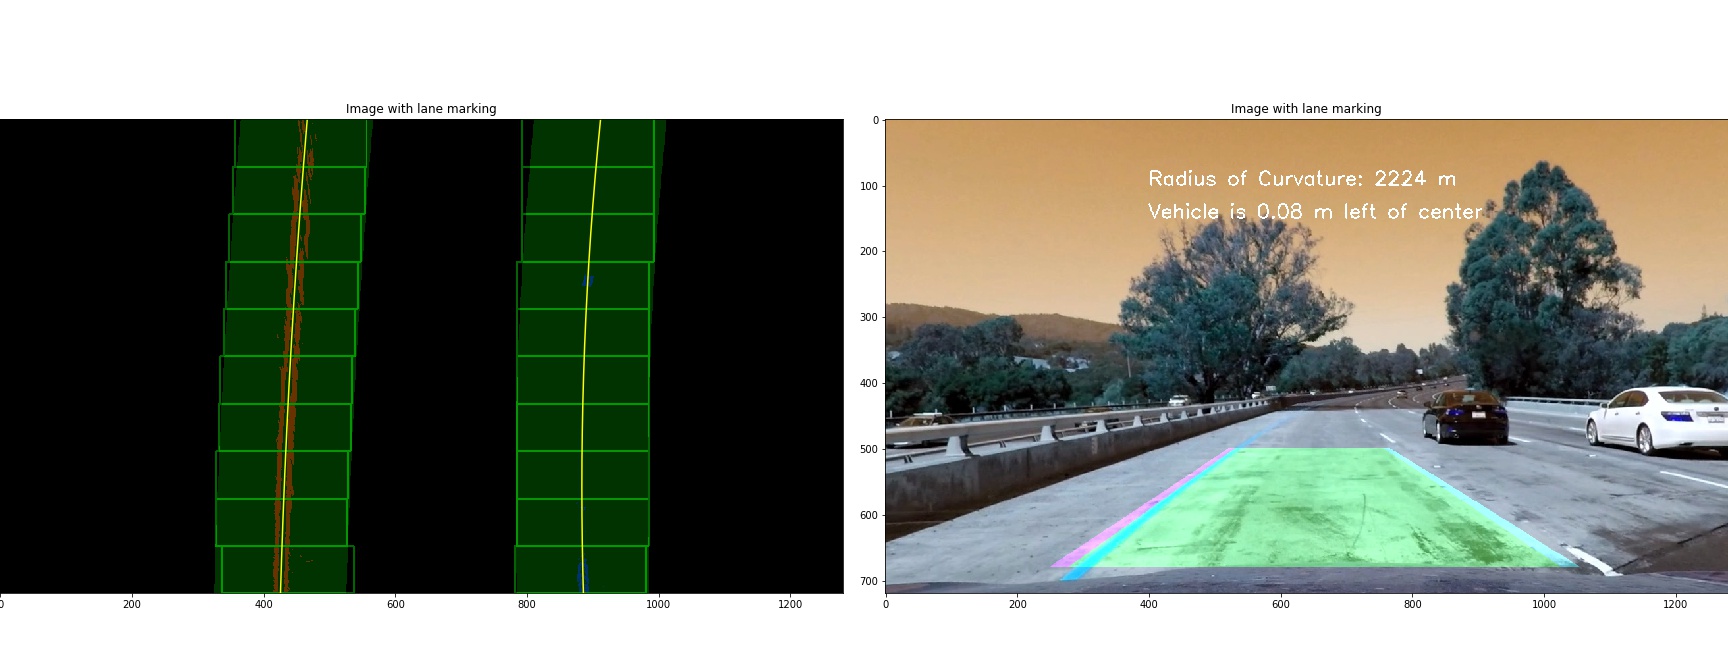 Image with lane marking
0 200 400 600 800 1000 1200
Image with lane marking
0
100
200
300
400
500
600
700
Radius of Curvature: 2224 m
Vehicle is 0.08 m left of center
0 200 400 600 800 1000 1200